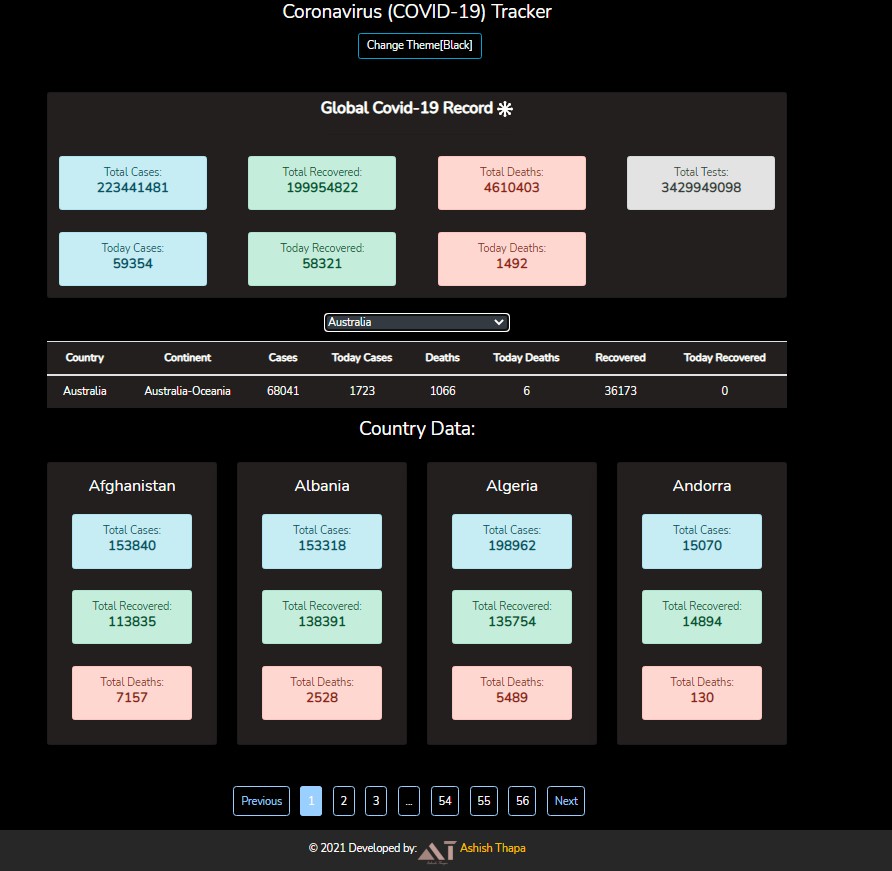 Coronavirus (COVID-19) Tracker
Change Theme[Black]
Global Covid-19 Record
Total Cases: Total Recovered: Total Deaths: Total Tests:
223441481 199954822 4610403 3429949098
Today Cases: Today Recovered: Today Deaths:
59354 58321 1492
Australia
Country Continent Cases Today Cases Deaths Today Deaths Recovered Today Recovered
Australia Australia-Oceania 68041 1723 1066 6 36173 0
Country Data:
Afghanistan Albania Algeria Andorra
Total Cases: Total Cases: Total Cases: Total Cases:
153840 153318 198962 15070
Total Recovered: Total Recovered: Total Recovered: Total Recovered:
113835 138391 135754 14894
Total Deaths: Total Deaths: Total Deaths: Total Deaths:
7157 2528 5489 130
Previous 1 2 3 ... 54 55 56 Next
© 2021 Developed by: Ashish Thapa